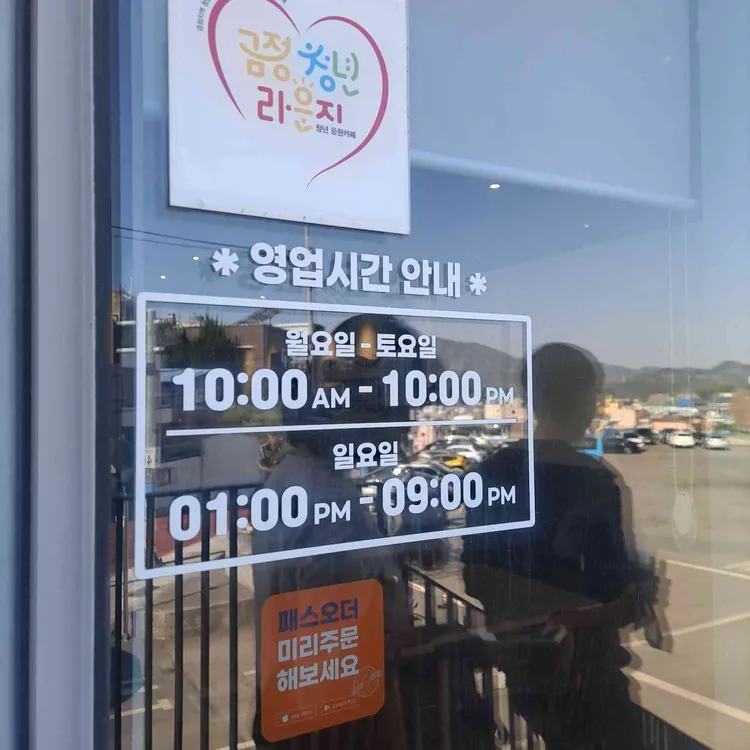 금정 청년
라운지
청년 응원카페
* 영업시간 안내 *
월요일 - 토요일
10:00 AM - 10:00 PM
일요일
01:00 PM - 09:00 PM
패스오더
미리주문
해보세요